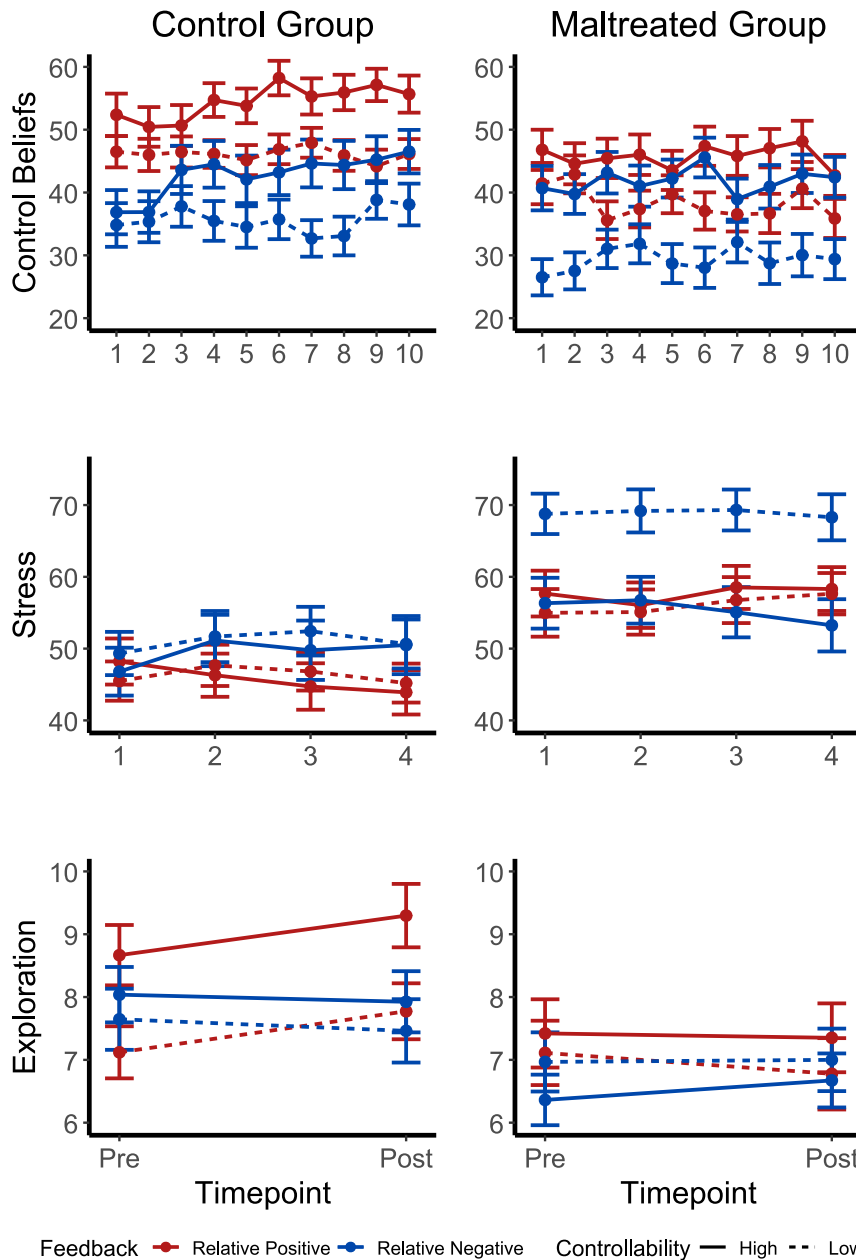 Control Group Maltreated Group
Control Beliefs
60
50
40
30
20
1 2 3 4 5 6 7 8 9 10
60
50
40
30
20
1 2 3 4 5 6 7 8 9 10
Stress
70
60
50
40
1 2 3 4
70
60
50
40
1 2 3 4
Exploration
10
9
8
7
6
Pre Post
Timepoint
10
9
8
7
6
Pre Post
Timepoint
Feedback Relative Positive Relative Negative Controllability High Low